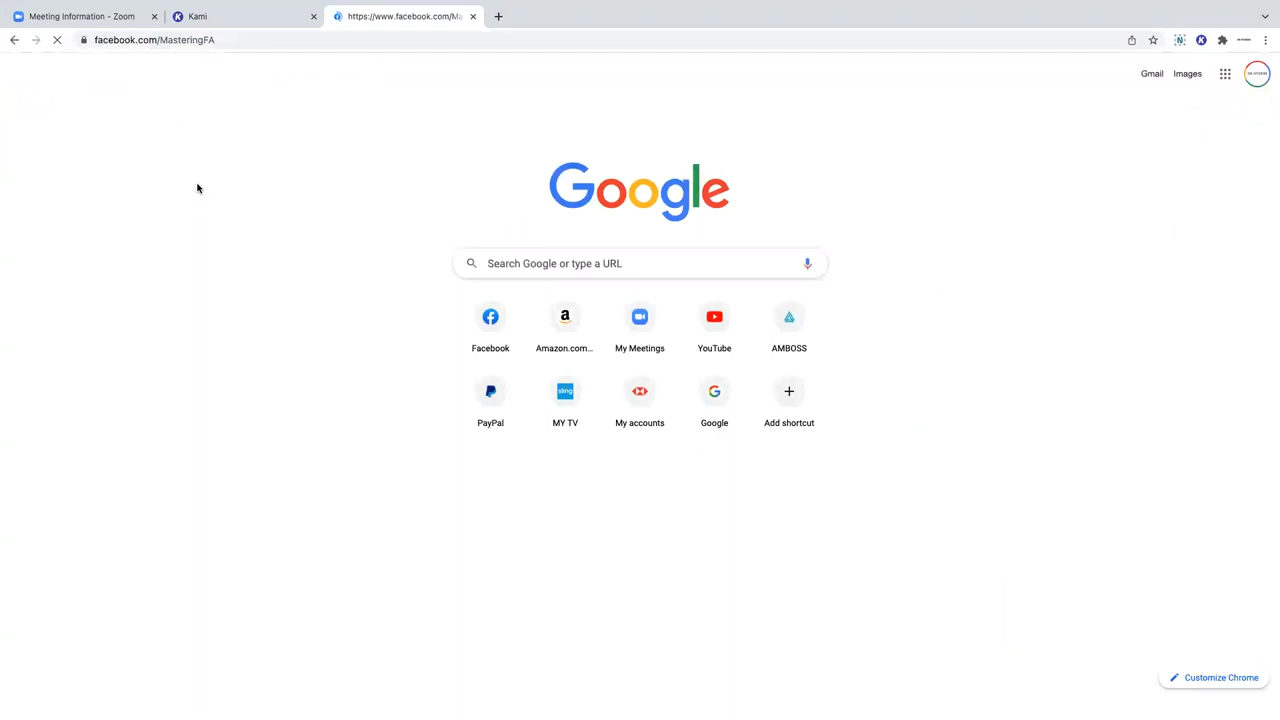 Meeting Information - Zoom
Kami
https://www.facebook.com/Ma
facebook.com/MasteringFA
Gmail Images
Google
Search Google or type a URL
Facebook Amazon.com... My Meetings YouTube AMBOSS
sling
PayPal MY TV My accounts Google Add shortcut
Customize Chrome